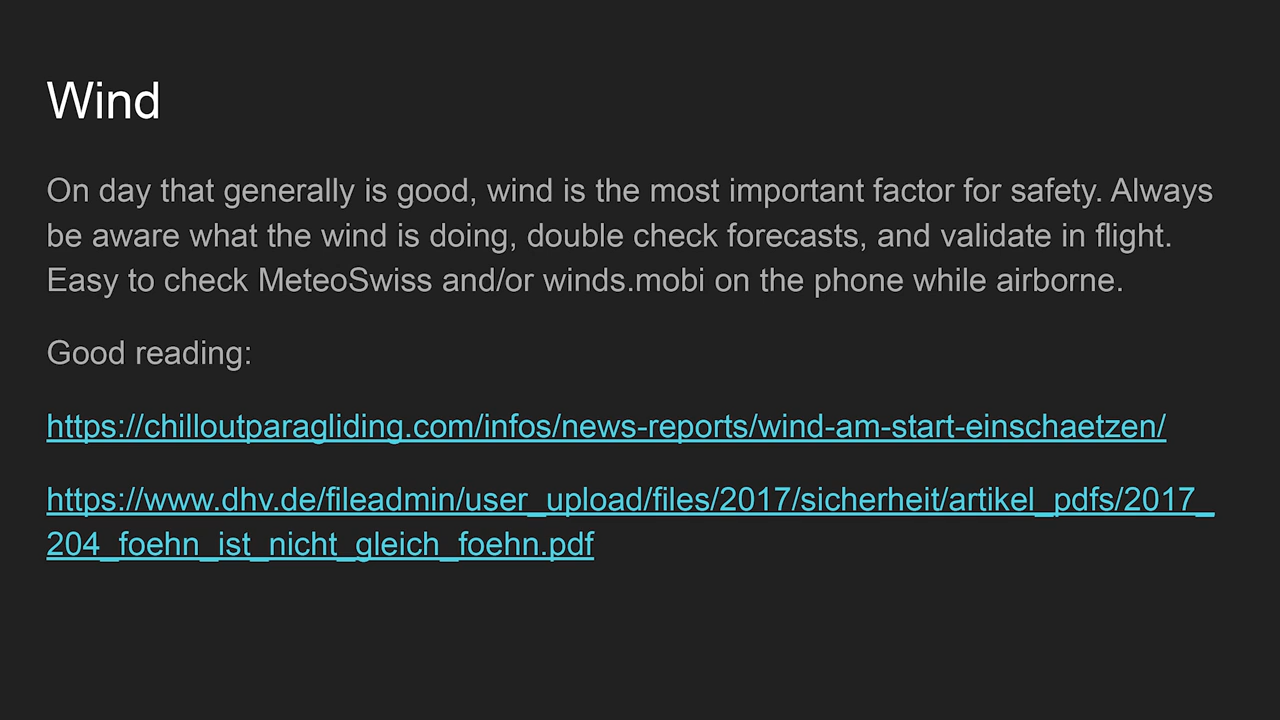 Wind
On day that generally is good, wind is the most important factor for safety. Always
be aware what the wind is doing, double check forecasts, and validate in flight.
Easy to check MeteoSwiss and/or winds.mobi on the phone while airborne.
Good reading:
https://chilloutparagliding.com/infos/news-reports/wind-am-start-einschaetzen/
https://www.dhv.de/fileadmin/user_upload/files/2017/sicherheit/artikel_pdfs/2017_
204_foehn_ist_nicht_gleich_foehn.pdf